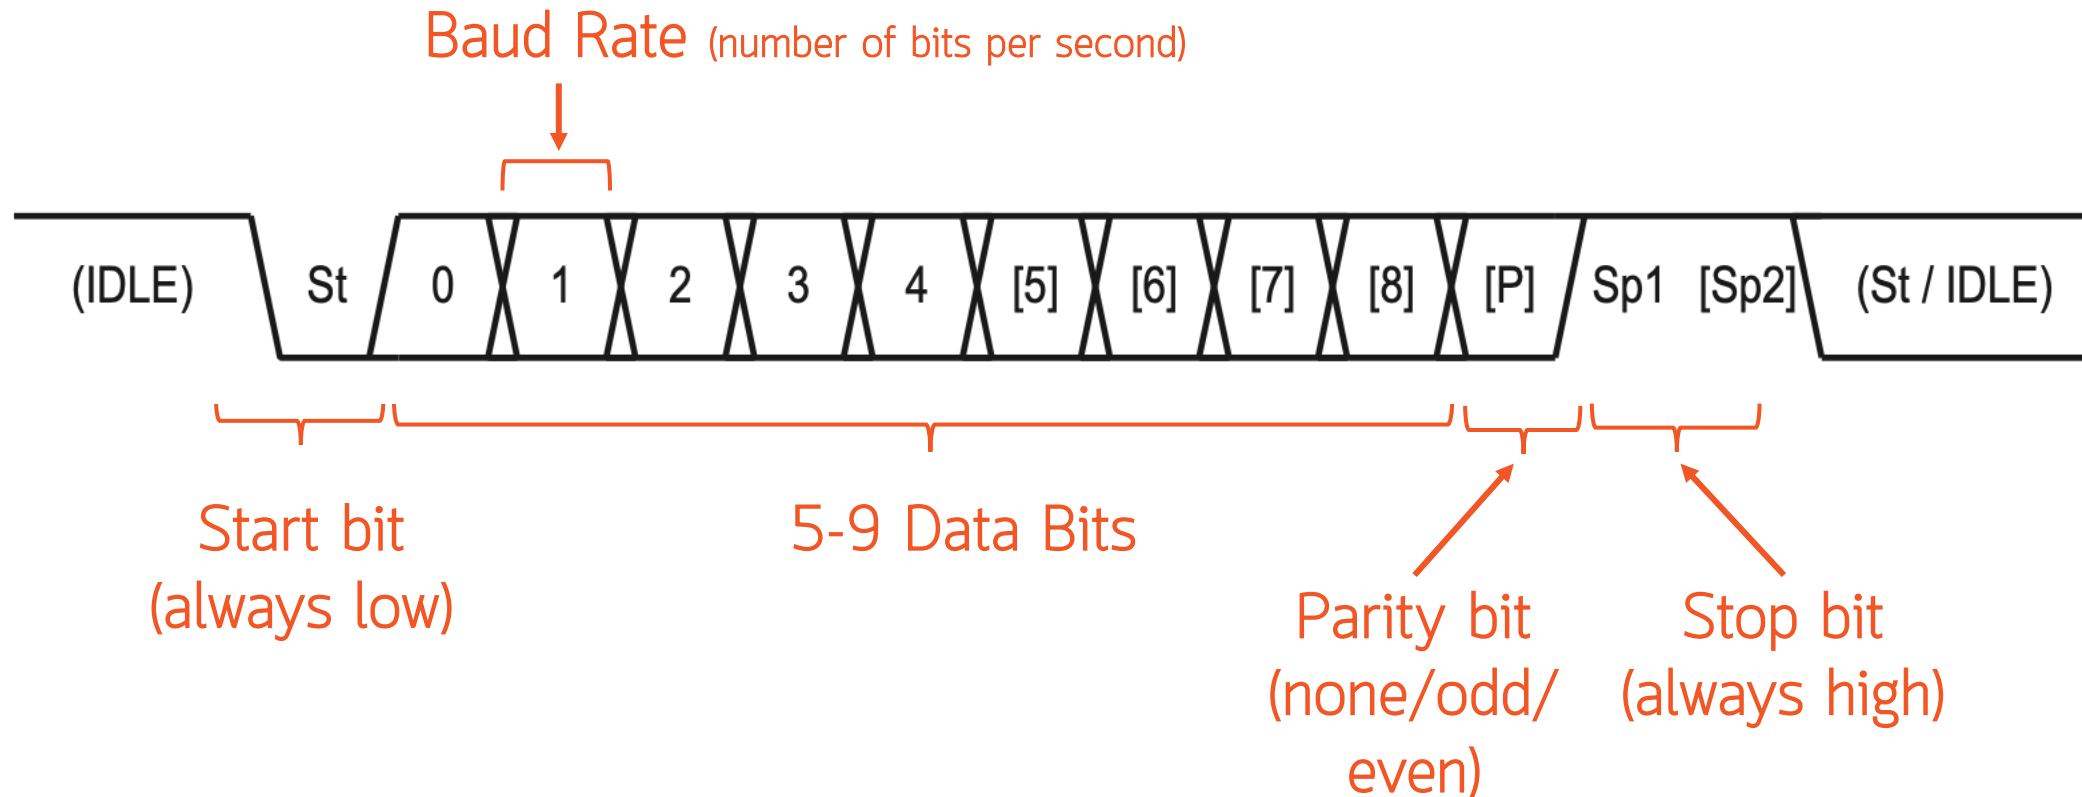 Baud Rate (number of bits per second)
(IDLE) St 0 1 2 3 4 [5] [6] [7] [8] [P] Sp1 [Sp2] (St / IDLE)
Start bit
(always low)
5-9 Data Bits
Parity bit
(none/odd/
even)
Stop bit
(always high)